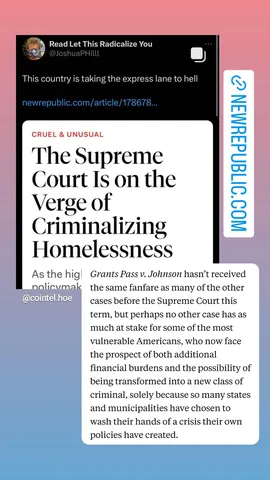 Read Let This Radicalize You
@JoshuaPHilll
This country is taking the express lane to hell
newrepublic.com/article/178678...
CRUEL & UNUSUAL
The Supreme
Court Is on the
Verge of
Criminalizing
Homelessness
As the hig
policymak
fundin
@cointel.hoe
NEWREPUBLIC.COM
Grants Pass v. Johnson hasn't received
the same fanfare as many of the other
cases before the Supreme Court this
term, but perhaps no other case has as
much at stake for some of the most
vulnerable Americans, who now face
the prospect of both additional
financial burdens and the possibility of
being transformed into a new class of
criminal, solely because so many states
and municipalities have chosen to
wash their hands of a crisis their own
policies have created.